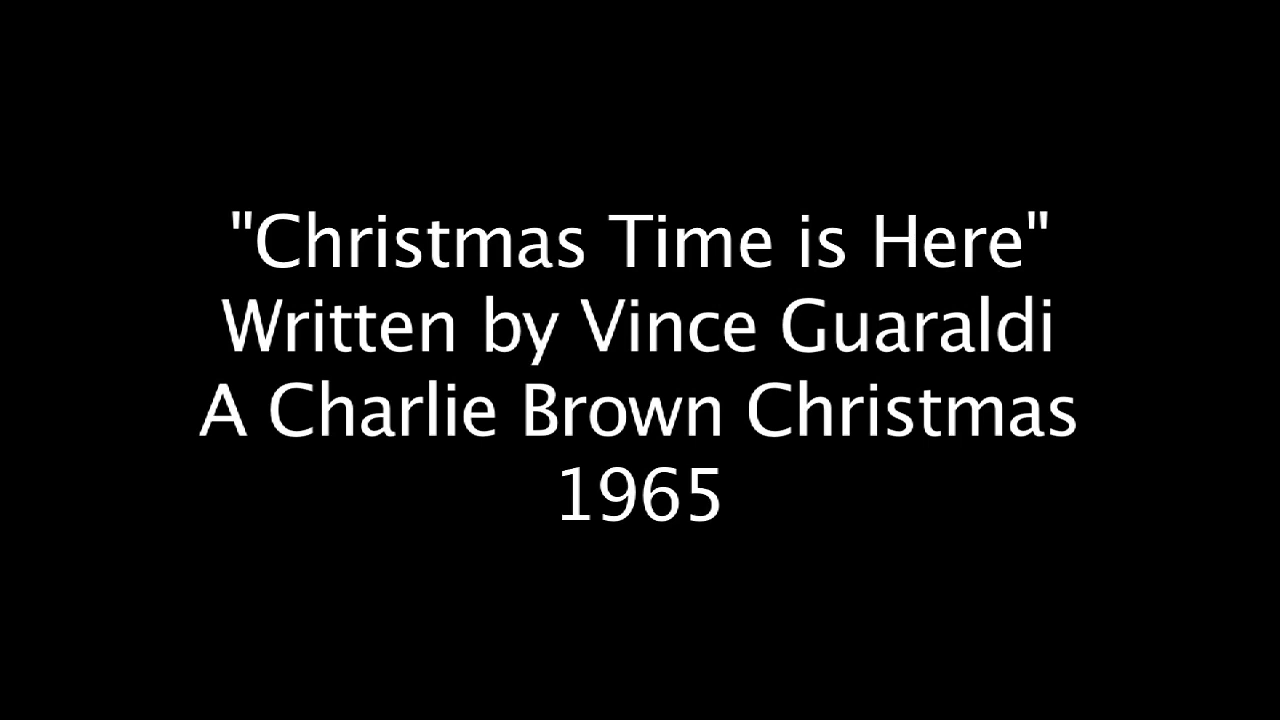 "Christmas Time is Here"
Written by Vince Guaraldi
A Charlie Brown Christmas
1965